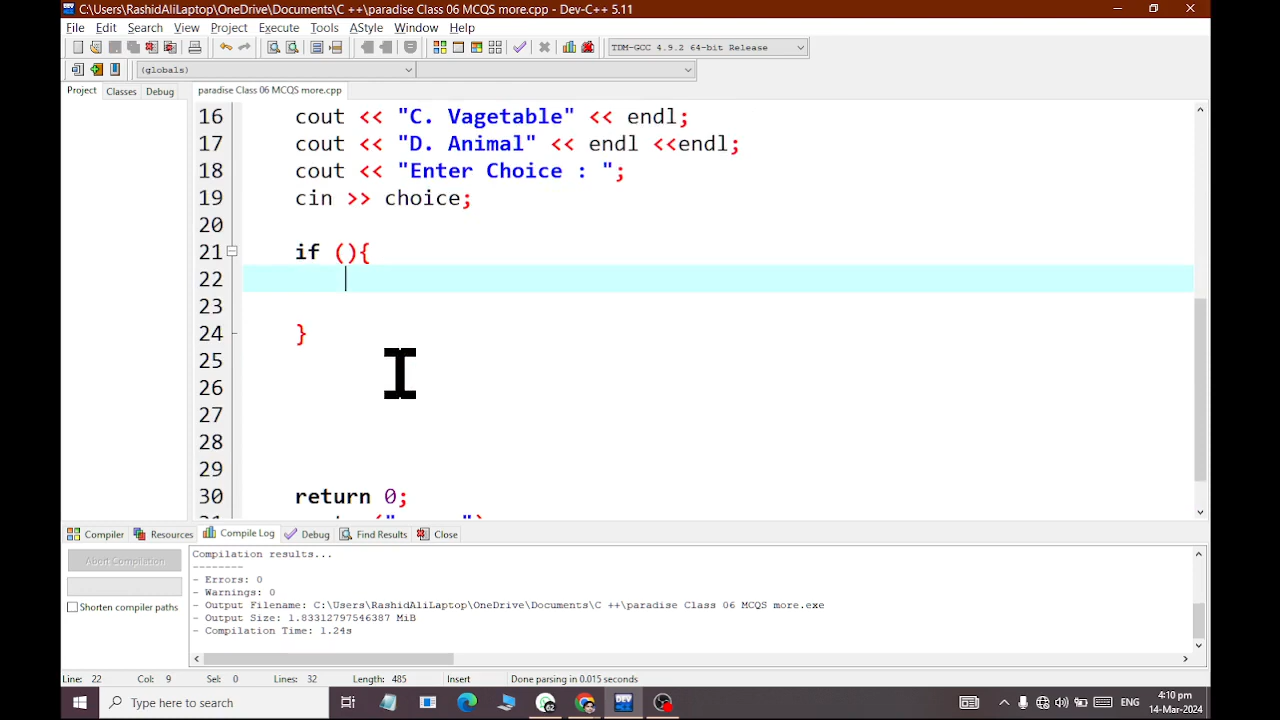 C:\Users\RashidAliLaptop\OneDrive\Documents\C ++\paradise Class 06 MCQS more.cpp - Dev-C++ 5.11
File Edit Search View Project Execute Tools AStyle Window Help
TDM-GCC 4.9.2 64-bit Release
(globals)
Project Classes Debug paradise Class 06 MCQS more.cpp
16 cout << "C. Vagetable" << endl;
17 cout << "D. Animal" << endl <<endl;
18 cout << "Enter Choice : ";
19 cin >> choice;
20
21 if (){
22
23
24 }
25
26
27
28
29
30 return 0;
Compiler Resources Compile Log Debug Find Results Close
Abort Compilation
Shorten compiler paths
Compilation results...
--------
- Errors: 0
- Warnings: 0
- Output Filename: C:\Users\RashidAliLaptop\OneDrive\Documents\C ++\paradise Class 06 MCQS more.exe
- Output Size: 1.83312797546387 MiB
- Compilation Time: 1.24s
Line: 22 Col: 9 Sel: 0 Lines: 32 Length: 485 Insert Done parsing in 0.015 seconds
Type here to search
ENG
4:10 pm
14-Mar-2024